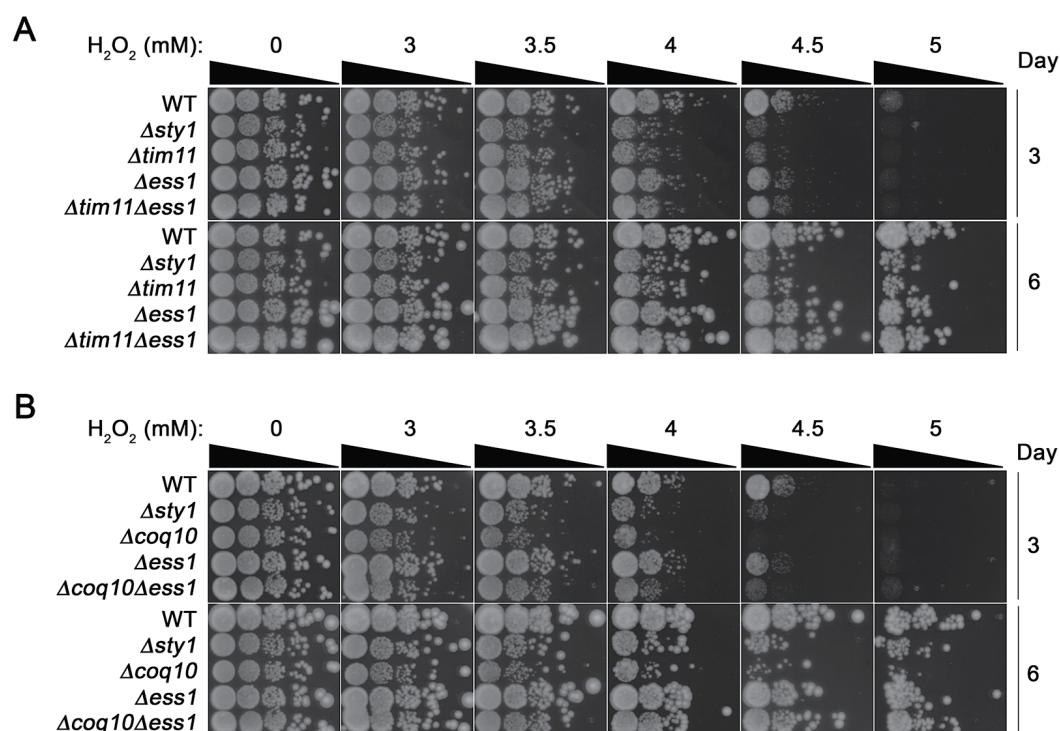 A
H₂O₂ (mM): 0 3 3.5 4 4.5 5
Day
WT
Δsty1
Δtim11
Δess1
Δtim11Δess1
3
WT
Δsty1
Δtim11
Δess1
Δtim11Δess1
6
B
H₂O₂ (mM): 0 3 3.5 4 4.5 5
Day
WT
Δsty1
Δcoq10
Δess1
Δcoq10Δess1
3
WT
Δsty1
Δcoq10
Δess1
Δcoq10Δess1
6